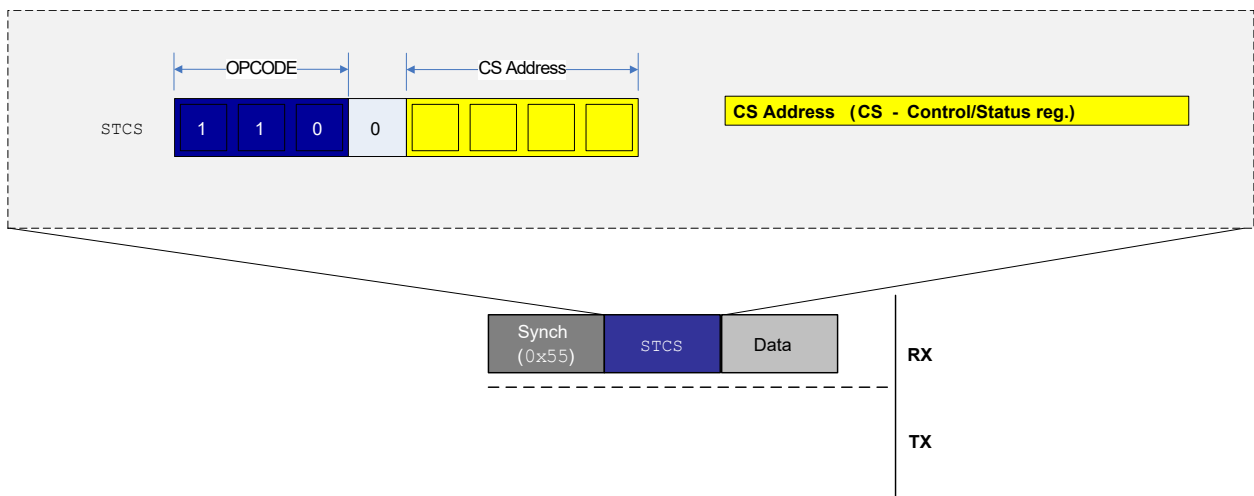 OPCODE
CS Address
STCS
1 1 0 0
CS Address (CS - Control/Status reg.)
Synch
(0x55)
STCS
Data
RX
TX